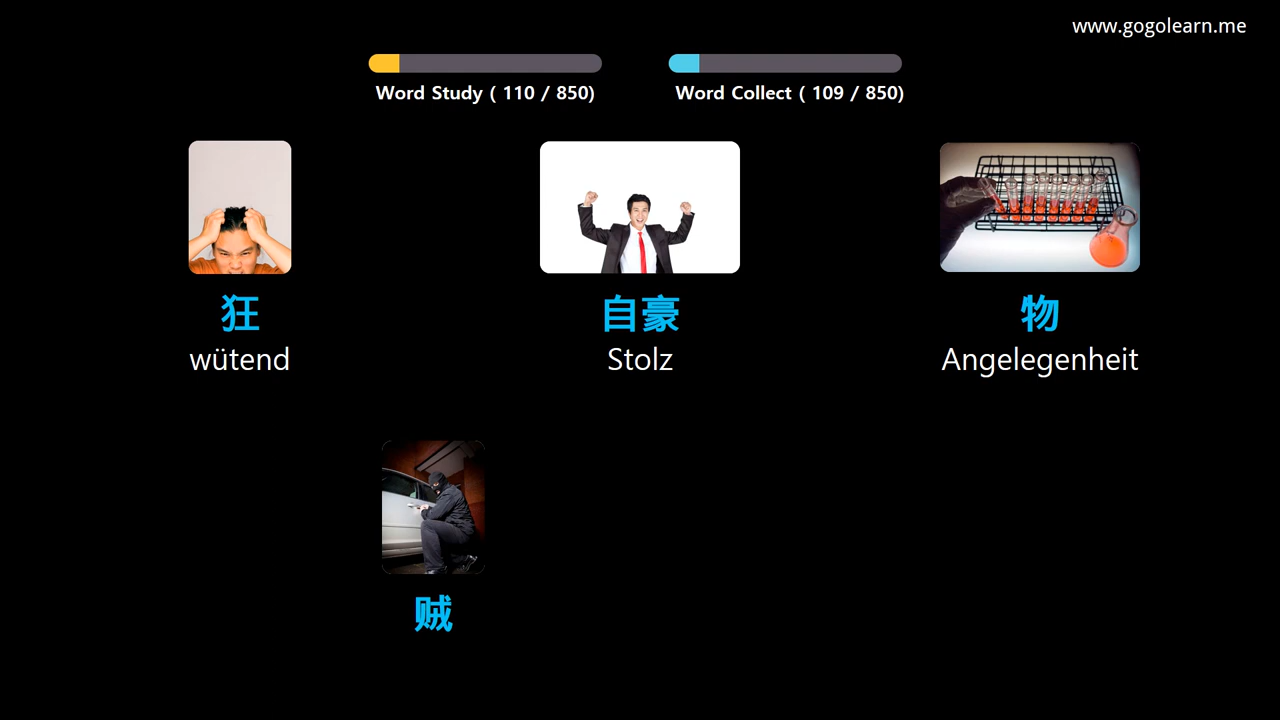 www.gogolearn.me
Word Study ( 110 / 850)
Word Collect ( 109 / 850)
狂
wütend
自豪
Stolz
物
Angelegenheit
贼